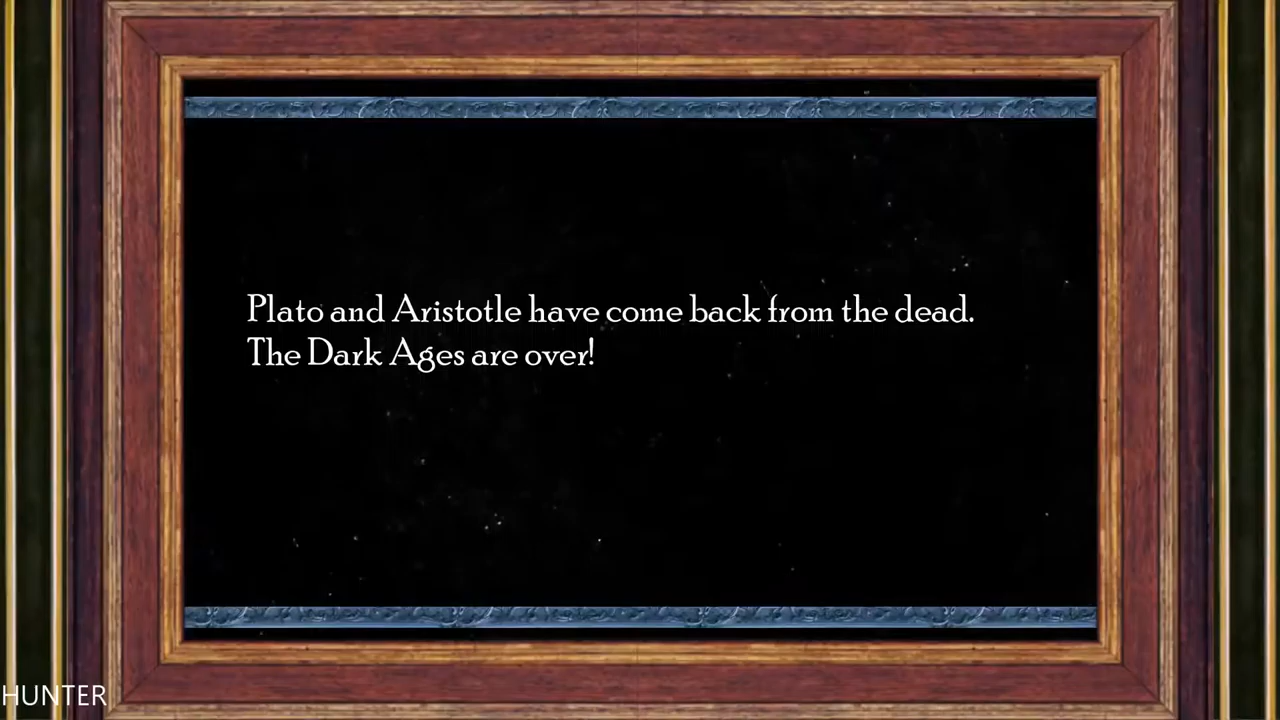 Plato and Aristotle have come back from the dead.
The Dark Ages are over!
HUNTER